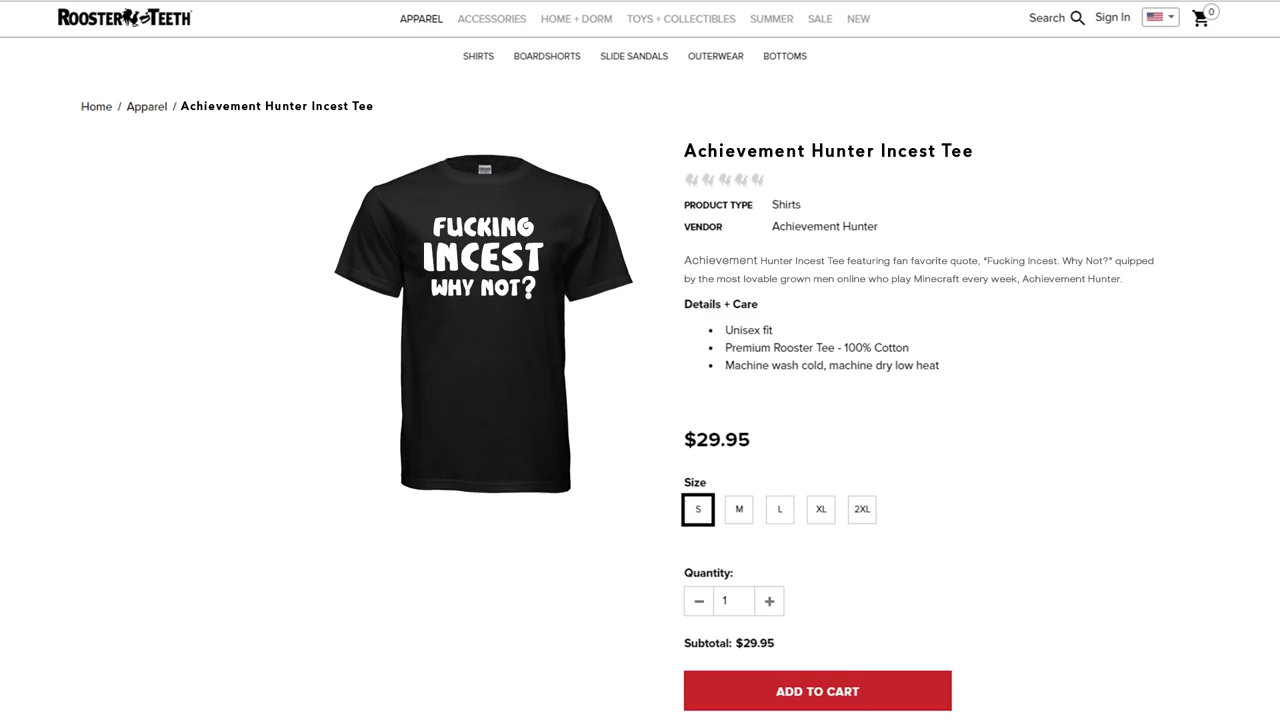 ROOSTER TEETH
APPAREL ACCESSORIES HOME + DORM TOYS + COLLECTIBLES SUMMER SALE NEW
Search Sign In 0
SHIRTS BOARDSHORTS SLIDE SANDALS OUTERWEAR BOTTOMS
Home / Apparel / Achievement Hunter Incest Tee
FUCKING
INCEST
WHY NOT?
Achievement Hunter Incest Tee
PRODUCT TYPE Shirts
VENDOR Achievement Hunter
Achievement Hunter Incest Tee featuring fan favorite quote, "Fucking Incest. Why Not?" quipped
by the most lovable grown men online who play Minecraft every week, Achievement Hunter.
Details + Care
• Unisex fit
• Premium Rooster Tee - 100% Cotton
• Machine wash cold, machine dry low heat
$29.95
Size
S M L XL 2XL
Quantity:
− 1 +
Subtotal: $29.95
ADD TO CART